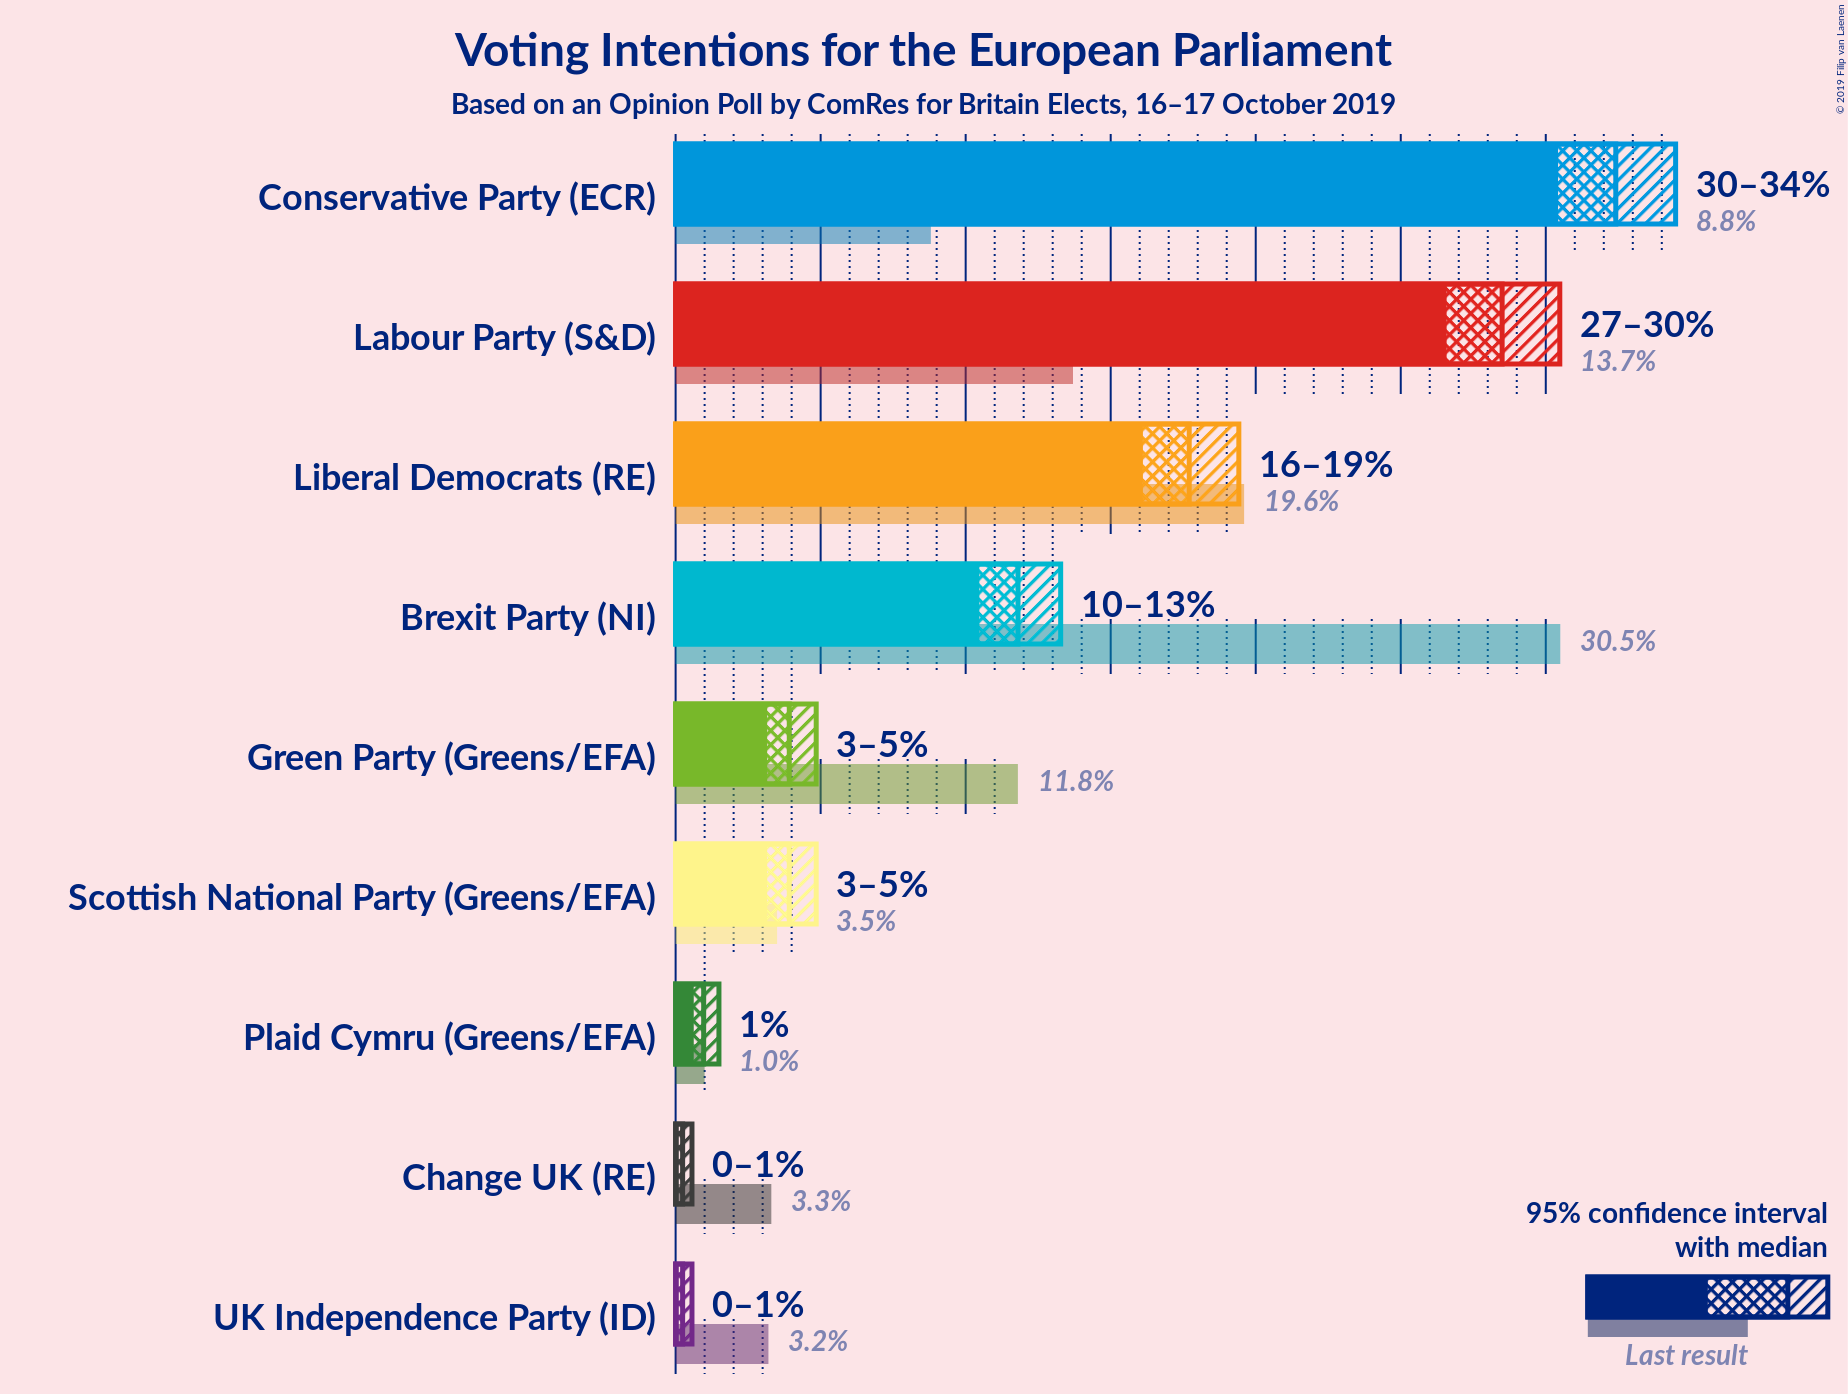 Voting Intentions for the European Parliament
Based on an Opinion Poll by ComRes for Britain Elects, 16–17 October 2019
© 2019 Filip van Laenen
Conservative Party (ECR)
30–34%
8.8%
Labour Party (S&D)
27–30%
13.7%
Liberal Democrats (RE)
16–19%
19.6%
Brexit Party (NI)
10–13%
30.5%
Green Party (Greens/EFA)
3–5%
11.8%
Scottish National Party (Greens/EFA)
3–5%
3.5%
Plaid Cymru (Greens/EFA)
1%
1.0%
Change UK (RE)
0–1%
3.3%
UK Independence Party (ID)
0–1%
3.2%
95% confidence interval
with median
Last result